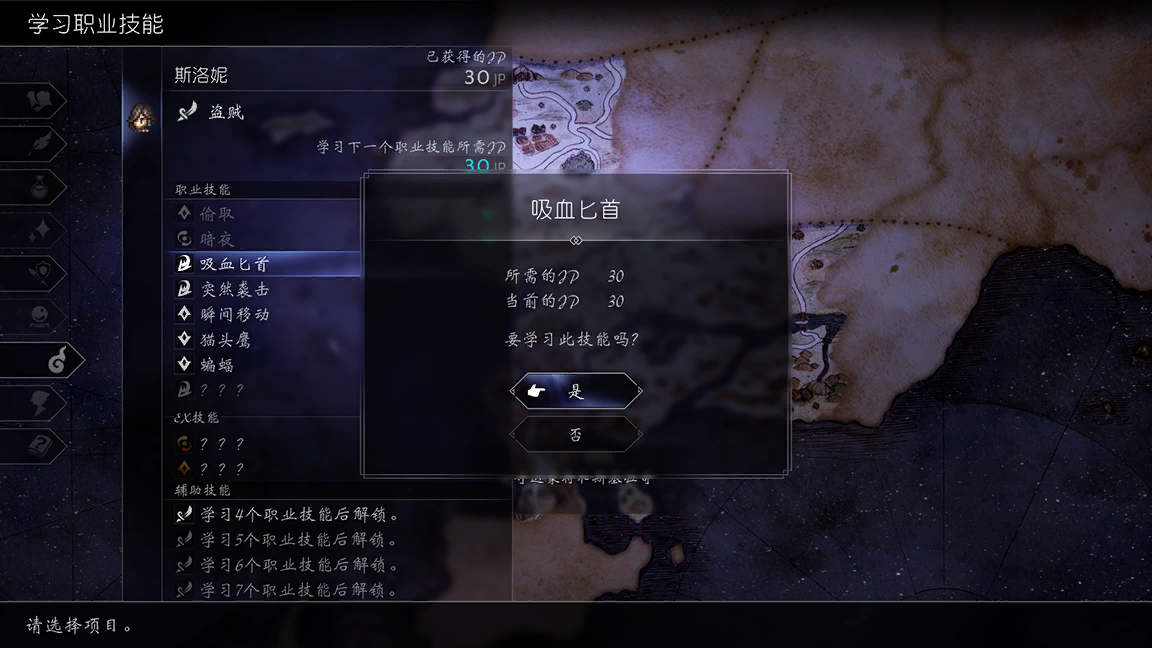 学习职业技能
已获得的JP
斯洛妮
30 JP
盗贼
学习下一个职业技能所需JP
30 JP
职业技能
偷取
暗夜
吸血匕首
突然袭击
瞬间移动
猫头鹰
蝙蝠
？？？
EX技能
？？？
？？？
辅助技能
学习4个职业技能后解锁。
学习5个职业技能后解锁。
学习6个职业技能后解锁。
学习7个职业技能后解锁。
吸血匕首
所需的JP 30
当前的JP 30
要学习此技能吗？
是
否
请选择项目。